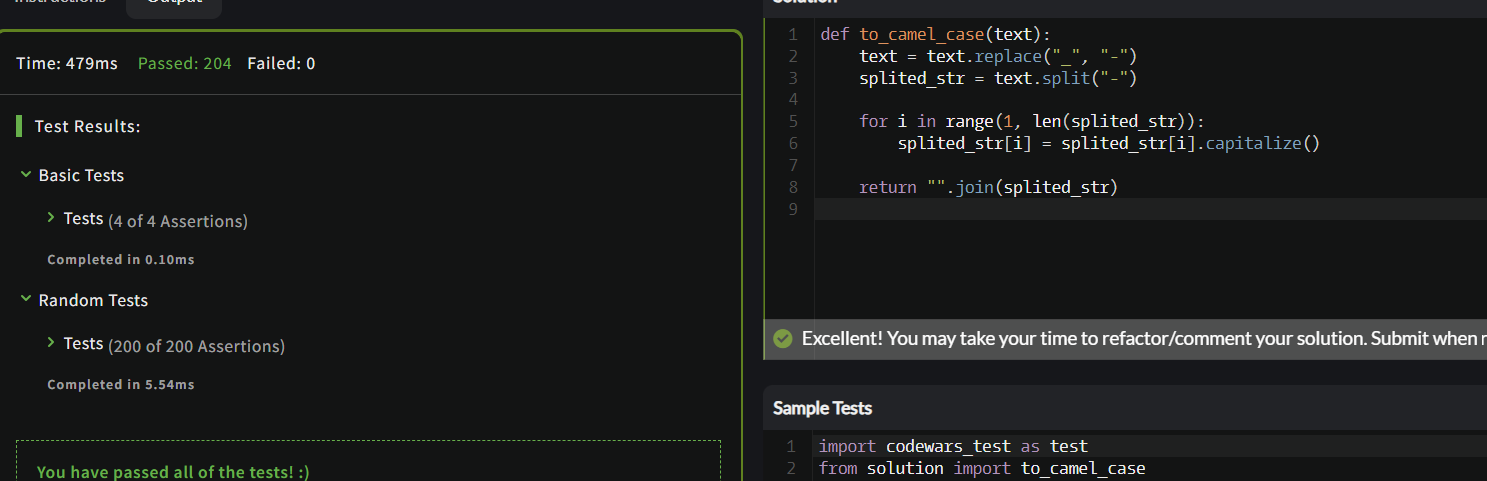 Instructions
Output
Time: 479ms Passed: 204 Failed: 0
Test Results:
Basic Tests
Tests (4 of 4 Assertions)
Completed in 0.10ms
Random Tests
Tests (200 of 200 Assertions)
Completed in 5.54ms
You have passed all of the tests! :)
Solution
1 def to_camel_case(text):
2     text = text.replace("_", "-")
3     splited_str = text.split("-")
4
5     for i in range(1, len(splited_str)):
6         splited_str[i] = splited_str[i].capitalize()
7
8     return "".join(splited_str)
9
Excellent! You may take your time to refactor/comment your solution. Submit when
Sample Tests
1 import codewars_test as test
2 from solution import to_camel_case